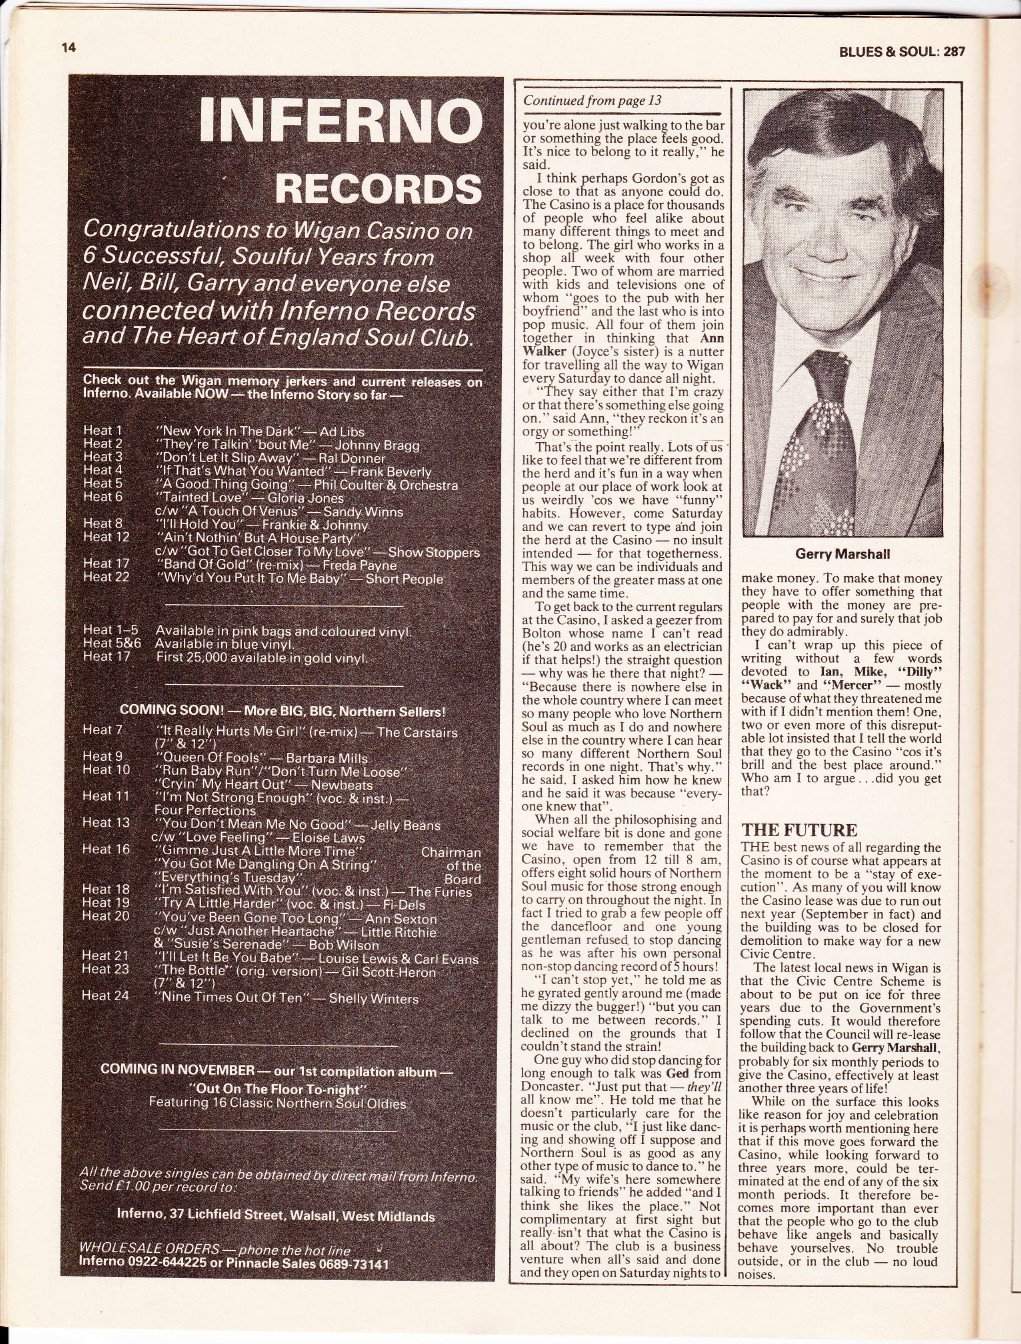 14
BLUES & SOUL: 287
INFERNO
RECORDS
Congratulations to Wigan Casino on
6 Successful, Soulful Years from
Neil, Bill, Garry and everyone else
connected with Inferno Records
and The Heart of England Soul Club.
Check out the Wigan memory jerkers and current releases on
Inferno. Available NOW — the Inferno Story so far —
Heat 1 "New York In The Dark" — Ad Libs
Heat 2 "They're Talkin' 'bout Me" — Johnny Bragg
Heat 3 "Don't Let It Slip Away" — Ral Donner
Heat 4 "If That's What You Wanted" — Frank Beverly
Heat 5 "A Good Thing Going" — Phil Coulter & Orchestra
Heat 6 "Tainted Love" — Gloria Jones
c/w "A Touch Of Venus" — Sandy Winns
Heat 8 "I'll Hold You" — Frankie & Johnny
Heat 12 "Ain't Nothin' But A House Party"
c/w "Got To Get Closer To My Love" — Show Stoppers
Heat 17 "Band Of Gold" (re-mix) — Freda Payne
Heat 22 "Why'd You Put It To Me Baby" — Short People
Heat 1–5 Available in pink bags and coloured vinyl.
Heat 5&6 Available in blue vinyl.
Heat 17 First 25,000 available in gold vinyl.
COMING SOON! — More BIG, BIG, Northern Sellers!
Heat 7 "It Really Hurts Me Girl" (re-mix) — The Carstairs
(7" & 12")
Heat 9 "Queen Of Fools" — Barbara Mills
Heat 10 "Run Baby Run"/"Don't Turn Me Loose"
"Cryin' My Heart Out" — Newbeats
Heat 11 "I'm Not Strong Enough" (voc. & inst.) —
Four Perfections
Heat 13 "You Don't Mean Me No Good" — Jelly Beans
c/w "Love Feeling" — Eloise Laws
Heat 16 "Gimme Just A Little More Time" Chairman
"You Got Me Dangling On A String" of the
"Everything's Tuesday" Board
Heat 18 "I'm Satisfied With You" (voc. & inst.) — The Furies
Heat 19 "Try A Little Harder" (voc. & inst.) — Fi-Dels
Heat 20 "You've Been Gone Too Long" — Ann Sexton
c/w "Just Another Heartache" — Little Ritchie
& "Susie's Serenade" — Bob Wilson
Heat 21 "I'll Let It Be You Babe" — Louise Lewis & Carl Evans
Heat 23 "The Bottle" (orig. version) — Gil Scott-Heron
(7" & 12")
Heat 24 "Nine Times Out Of Ten" — Shelly Winters
COMING IN NOVEMBER — our 1st compilation album —
"Out On The Floor To-night"
Featuring 16 Classic Northern Soul Oldies
All the above singles can be obtained by direct mail from Inferno.
Send £1.00 per record to:
Inferno, 37 Lichfield Street, Walsall, West Midlands
WHOLESALE ORDERS — phone the hot line
Inferno 0922-644225 or Pinnacle Sales 0689-73141
Continued from page 13
you're alone just walking to the bar
or something the place feels good.
It's nice to belong to it really," he
said.
I think perhaps Gordon's got as
close to that as anyone could do.
The Casino is a place for thousands
of people who feel alike about
many different things to meet and
to belong. The girl who works in a
shop all week with four other
people. Two of whom are married
with kids and televisions one of
whom "goes to the pub with her
boyfriend" and the last who is into
pop music. All four of them join
together in thinking that Ann
Walker (Joyce's sister) is a nutter
for travelling all the way to Wigan
every Saturday to dance all night.
"They say either that I'm crazy
or that there's something else going
on." said Ann, "they reckon it's an
orgy or something!"
That's the point really. Lots of us
like to feel that we're different from
the herd and it's fun in a way when
people at our place of work look at
us weirdly 'cos we have "funny"
habits. However, come Saturday
and we can revert to type and join
the herd at the Casino — no insult
intended — for that togetherness.
This way we can be individuals and
members of the greater mass at one
and the same time.
To get back to the current regulars
at the Casino, I asked a geezer from
Bolton whose name I can't read
(he's 20 and works as an electrician
if that helps!) the straight question
— why was he there that night? —
"Because there is nowhere else in
the whole country where I can meet
so many people who love Northern
Soul as much as I do and nowhere
else in the country where I can hear
so many different Northern Soul
records in one night. That's why."
he said. I asked him how he knew
and he said it was because "every-
one knew that".
When all the philosophising and
social welfare bit is done and gone
we have to remember that the
Casino, open from 12 till 8 am,
offers eight solid hours of Northern
Soul music for those strong enough
to carry on throughout the night. In
fact I tried to grab a few people off
the dancefloor and one young
gentleman refused to stop dancing
as he was after his own personal
non-stop dancing record of 5 hours!
"I can't stop yet," he told me as
he gyrated gently around me (made
me dizzy the bugger!) "but you can
talk to me between records." I
declined on the grounds that I
couldn't stand the strain!
One guy who did stop dancing for
long enough to talk was Ged from
Doncaster. "Just put that — they'll
all know me". He told me that he
doesn't particularly care for the
music or the club, "I just like danc-
ing and showing off I suppose and
Northern Soul is as good as any
other type of music to dance to." he
said. "My wife's here somewhere
talking to friends" he added "and I
think she likes the place." Not
complimentary at first sight but
really isn't that what the Casino is
all about? The club is a business
venture when all's said and done
and they open on Saturday nights to
Gerry Marshall
make money. To make that money
they have to offer something that
people with the money are pre-
pared to pay for and surely that job
they do admirably.
I can't wrap up this piece of
writing without a few words
devoted to Ian, Mike, "Dilly"
"Wack" and "Mercer" — mostly
because of what they threatened me
with if I didn't mention them! One,
two or even more of this disreput-
able lot insisted that I tell the world
that they go to the Casino "cos it's
brill and the best place around."
Who am I to argue . . .did you get
that?
THE FUTURE
THE best news of all regarding the
Casino is of course what appears at
the moment to be a "stay of exe-
cution". As many of you will know
the Casino lease was due to run out
next year (September in fact) and
the building was to be closed for
demolition to make way for a new
Civic Centre.
The latest local news in Wigan is
that the Civic Centre Scheme is
about to be put on ice for three
years due to the Government's
spending cuts. It would therefore
follow that the Council will re-lease
the building back to Gerry Marshall,
probably for six monthly periods to
give the Casino, effectively at least
another three years of life!
While on the surface this looks
like reason for joy and celebration
it is perhaps worth mentioning here
that if this move goes forward the
Casino, while looking forward to
three years more, could be ter-
minated at the end of any of the six
month periods. It therefore be-
comes more important than ever
that the people who go to the club
behave like angels and basically
behave yourselves. No trouble
outside, or in the club — no loud
noises.